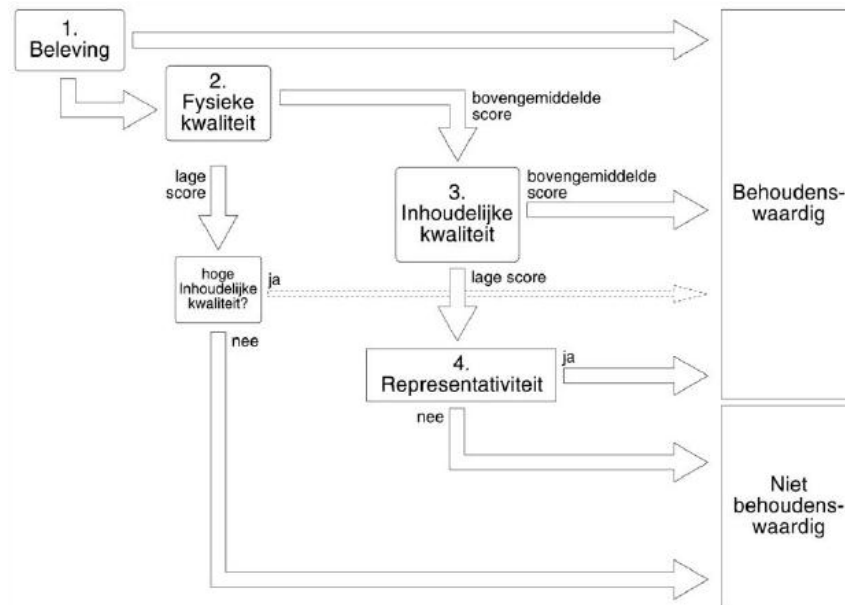 1.
Beleving
2.
Fysieke
kwaliteit
bovengemiddelde
score
lage
score
3.
Inhoudelijke
kwaliteit
bovengemiddelde
score
Behoudens-
waardig
hoge
Inhoudelijke
kwaliteit?
ja
lage score
nee
4.
Representativiteit
ja
nee
Niet
behoudens-
waardig